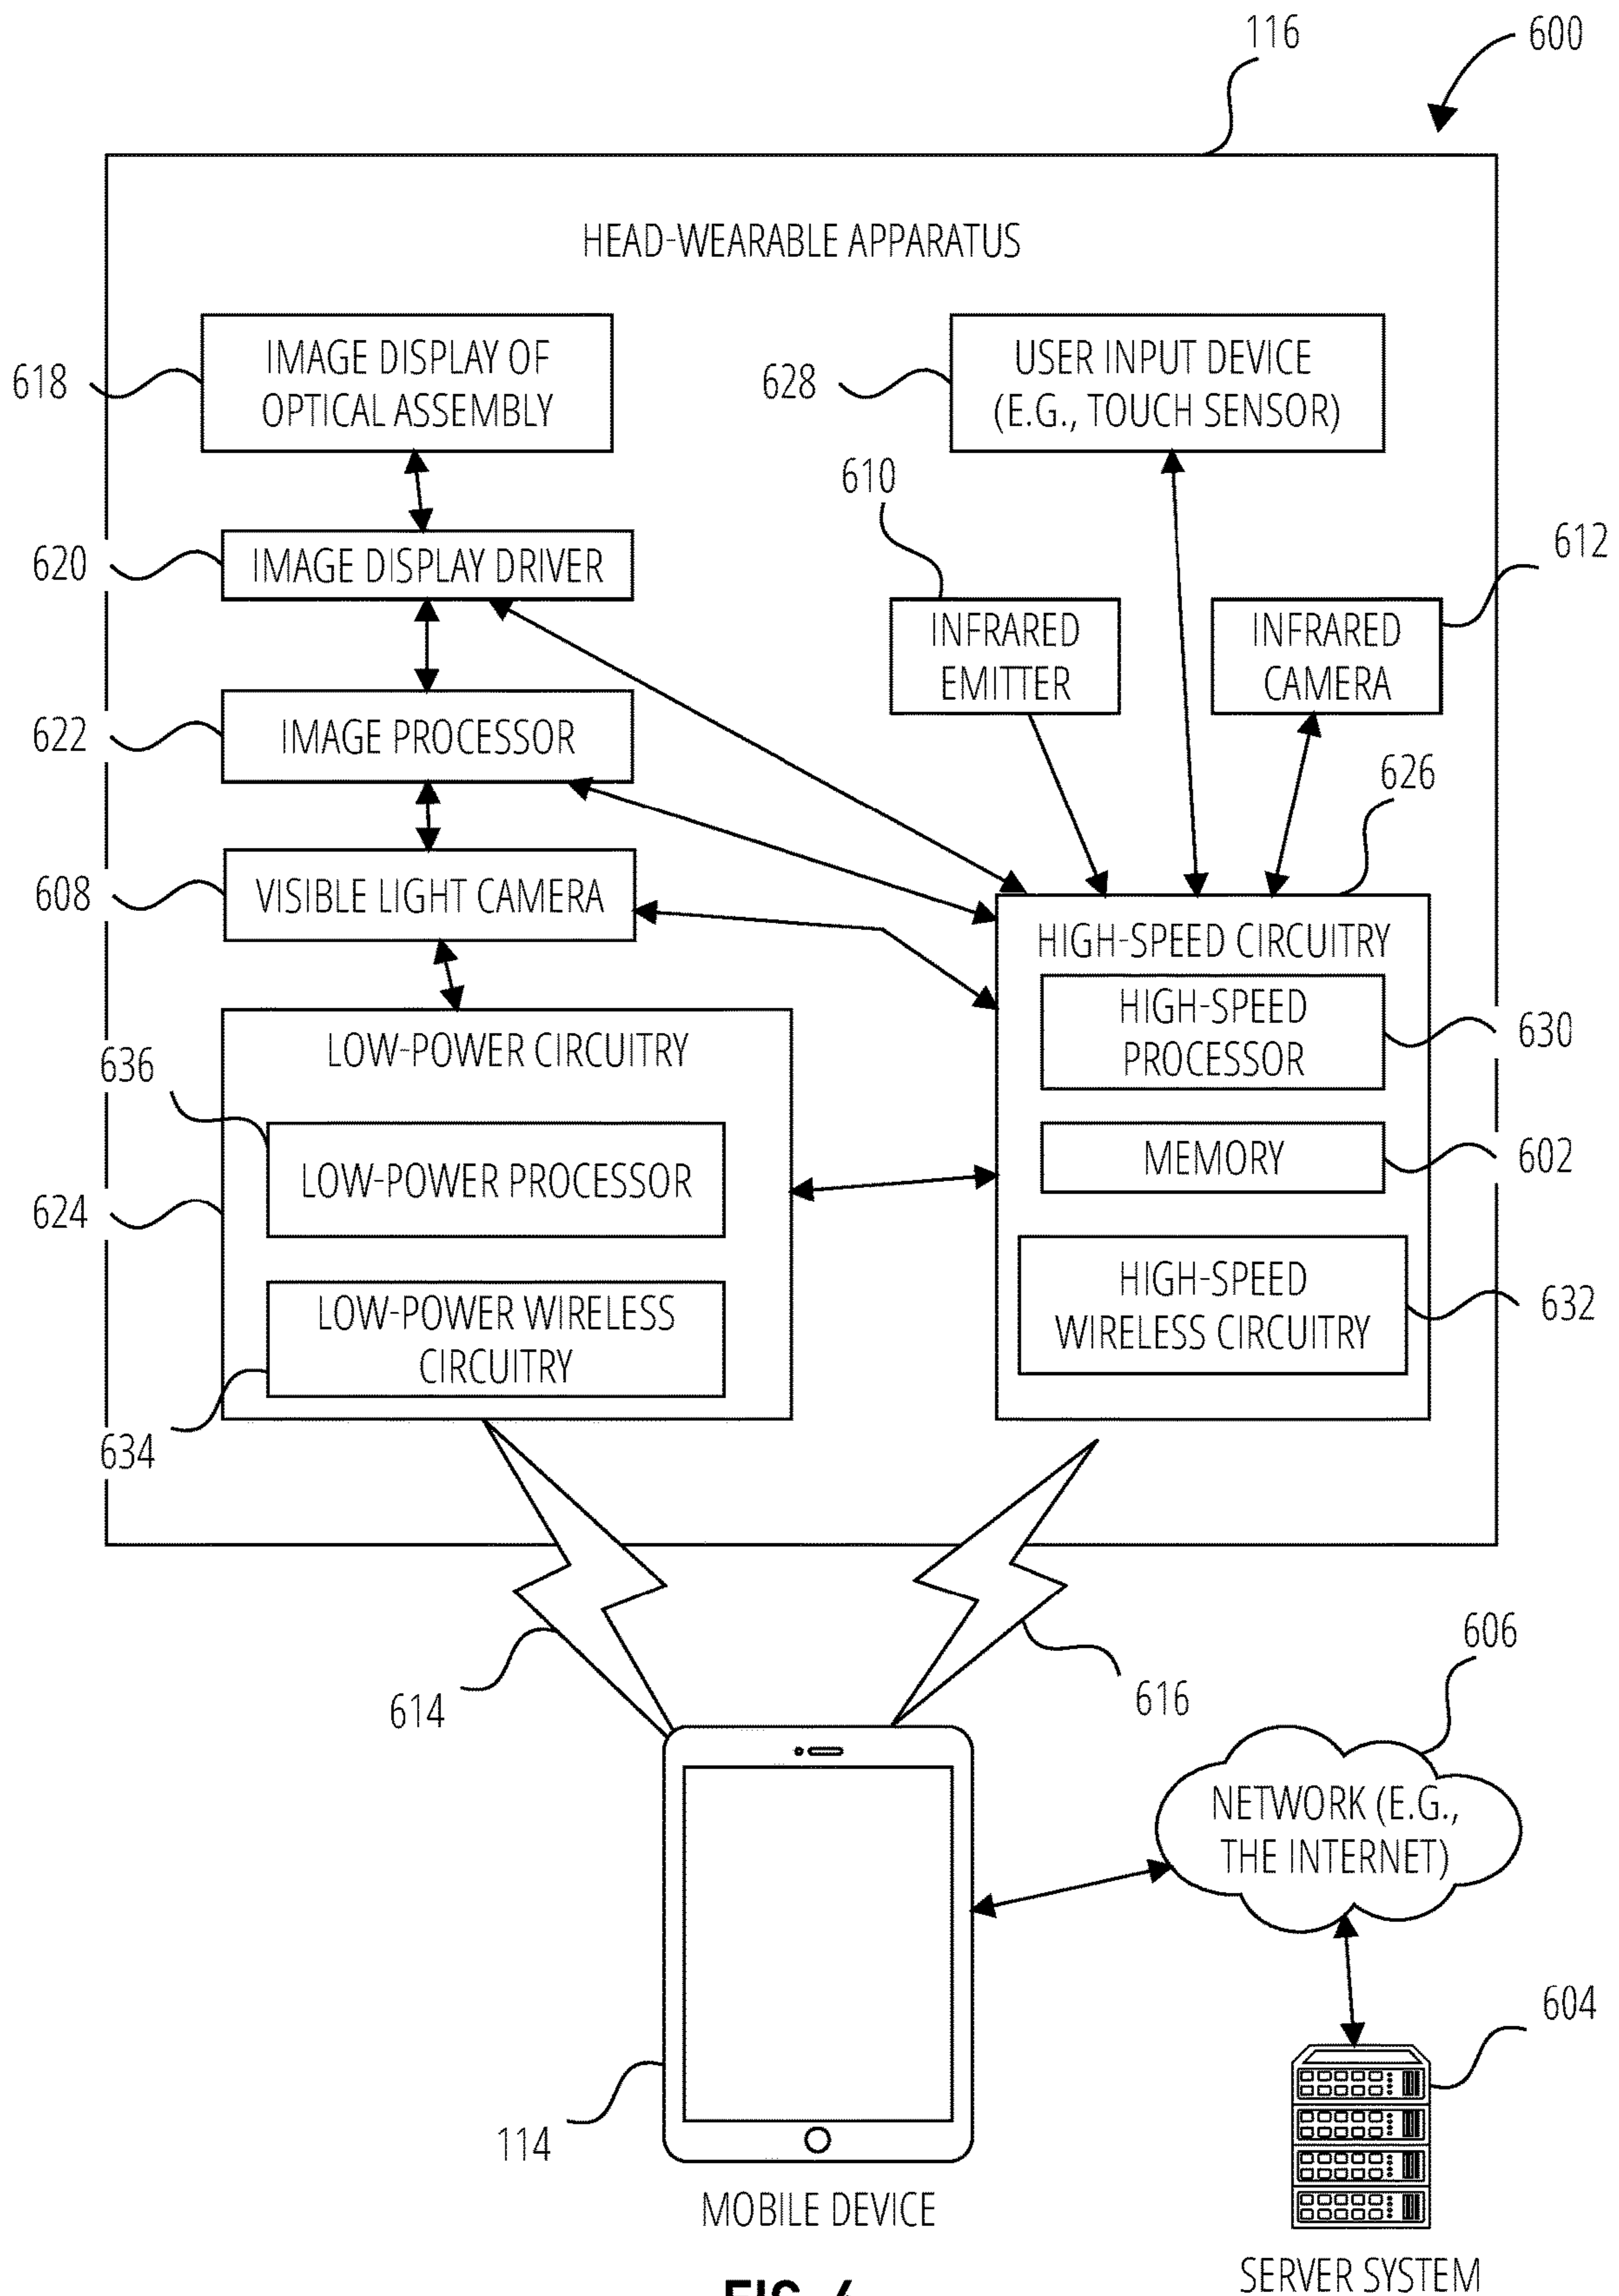 116
600
HEAD-WEARABLE APPARATUS
618
IMAGE DISPLAY OF
OPTICAL ASSEMBLY
628
USER INPUT DEVICE
(E.G., TOUCH SENSOR)
610
612
620
IMAGE DISPLAY DRIVER
INFRARED
EMITTER
INFRARED
CAMERA
622
IMAGE PROCESSOR
626
608
VISIBLE LIGHT CAMERA
HIGH-SPEED CIRCUITRY
HIGH-SPEED
PROCESSOR
630
LOW-POWER CIRCUITRY
636
LOW-POWER PROCESSOR
MEMORY
602
624
HIGH-SPEED
WIRELESS CIRCUITRY
632
LOW-POWER WIRELESS
CIRCUITRY
634
614
616
606
NETWORK (E.G.,
THE INTERNET)
604
114
MOBILE DEVICE
SERVER SYSTEM